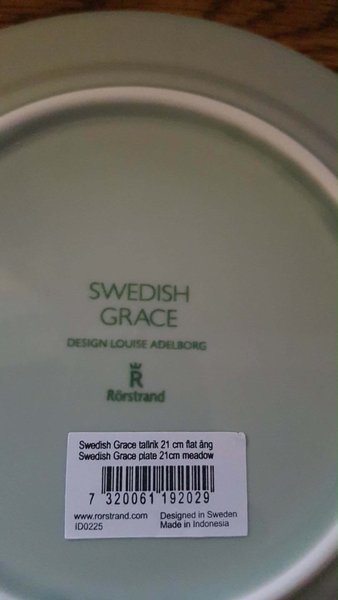 SWEDISH
GRACE
DESIGN LOUISE ADELBORG
R
Rörstrand
Swedish Grace tallrik 21 cm flat äng
Swedish Grace plate 21cm meadow
7 320061 192029
www.rorstrand.com Designed in Sweden
ID0225 Made in Indonesia